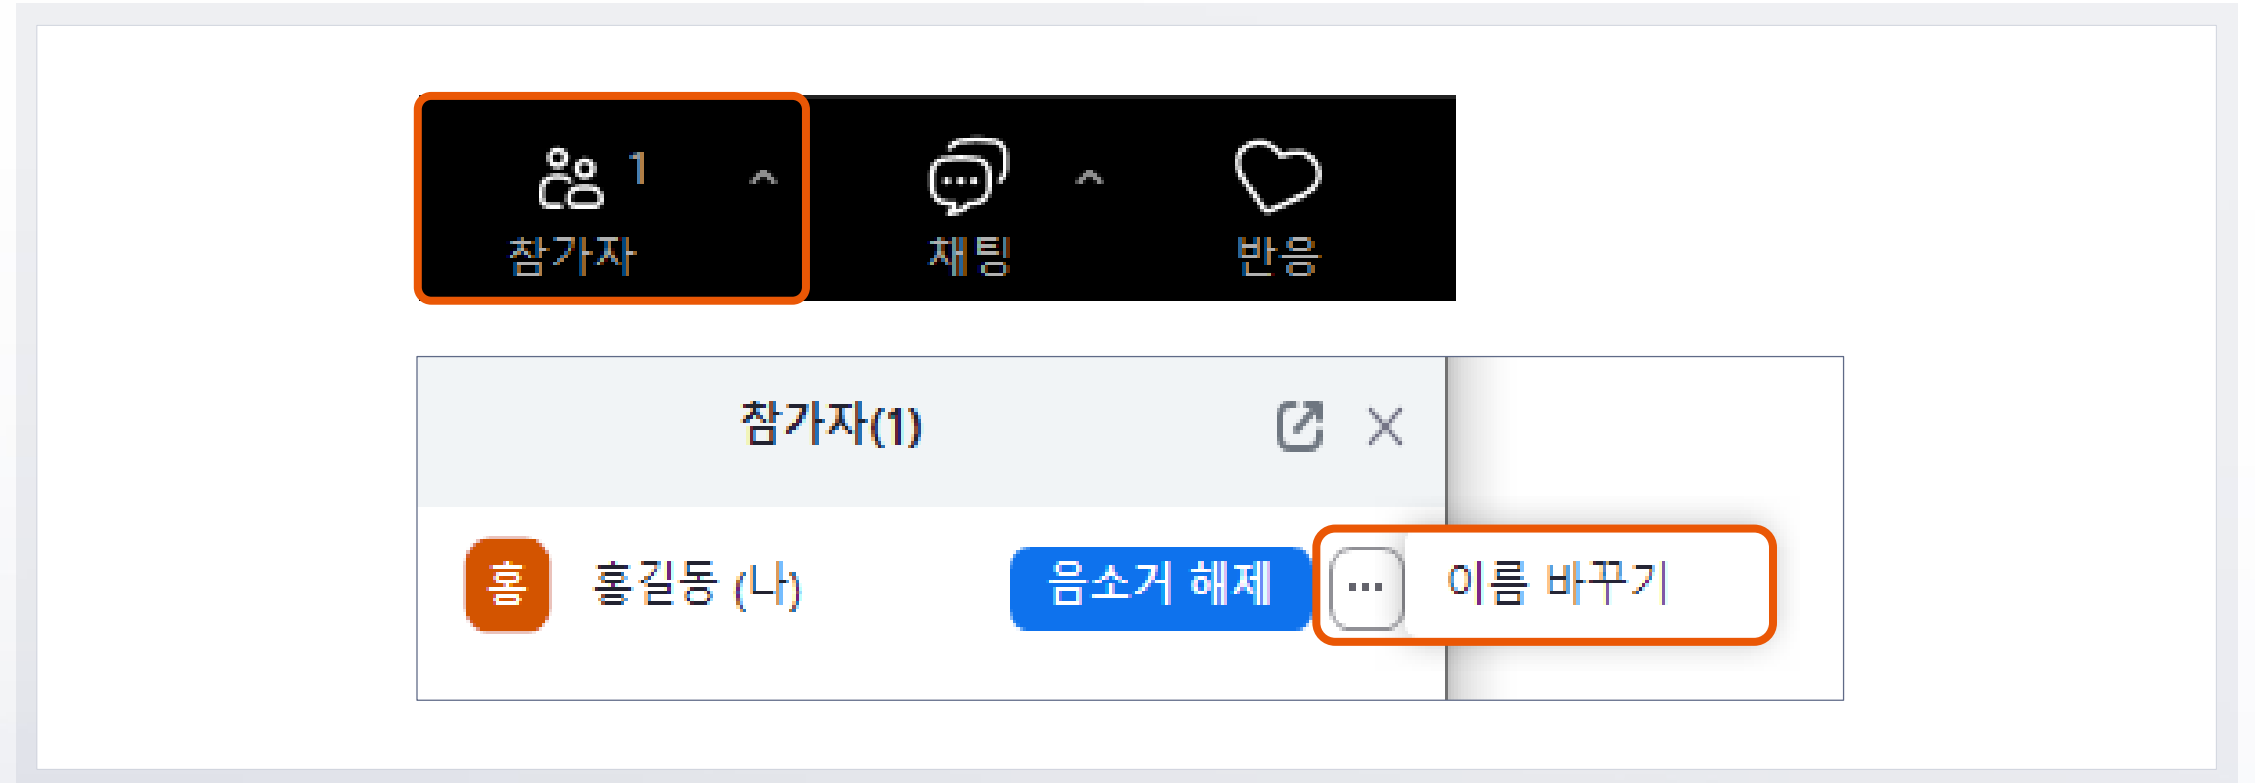 1
참가자 채팅 반응
참가자(1)
홍 홍길동 (나) 음소거 해제 ... 이름 바꾸기